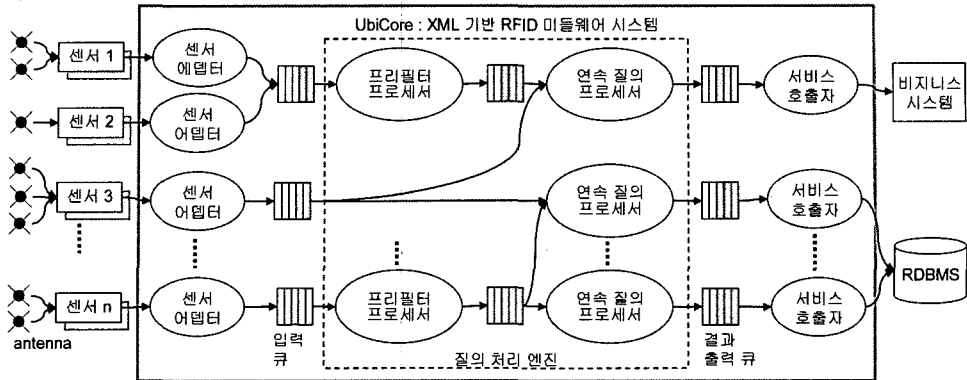 UbiCore : XML 기반 RFID 미들웨어 시스템
센서 1
센서
에뎁터
프리필터
프로세서
연속 질의
프로세서
서비스
호출자
비지니스
시스템
센서 2
센서
어뎁터
센서 3
센서
어뎁터
연속 질의
프로세서
서비스
호출자
RDBMS
센서 n
센서
어뎁터
프리필터
프로세서
연속 질의
프로세서
서비스
호출자
antenna
입력
큐
질의 처리 엔진
결과
출력 큐